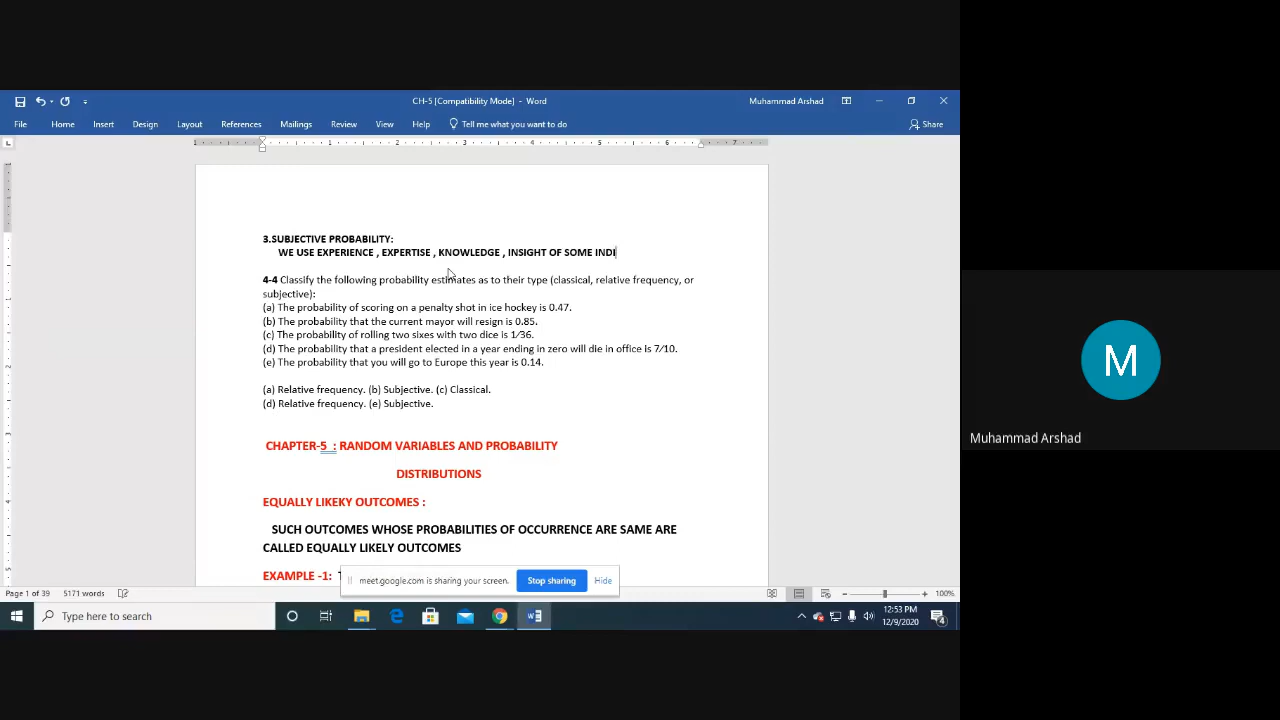 CH-5 [Compatibility Mode] - Word
Muhammad Arshad
File Home Insert Design Layout References Mailings Review View Help Tell me what you want to do Share
1 1 2 3 4 5 6 7
3.SUBJECTIVE PROBABILITY:
WE USE EXPERIENCE , EXPERTISE , KNOWLEDGE , INSIGHT OF SOME INDI
4-4 Classify the following probability estimates as to their type (classical, relative frequency, or
subjective):
(a) The probability of scoring on a penalty shot in ice hockey is 0.47.
(b) The probability that the current mayor will resign is 0.85.
(c) The probability of rolling two sixes with two dice is 1⁄36.
(d) The probability that a president elected in a year ending in zero will die in office is 7⁄10.
(e) The probability that you will go to Europe this year is 0.14.
(a) Relative frequency. (b) Subjective. (c) Classical.
(d) Relative frequency. (e) Subjective.
CHAPTER-5 : RANDOM VARIABLES AND PROBABILITY
DISTRIBUTIONS
EQUALLY LIKEKY OUTCOMES :
SUCH OUTCOMES WHOSE PROBABILITIES OF OCCURRENCE ARE SAME ARE
CALLED EQUALLY LIKELY OUTCOMES
EXAMPLE -1:
meet.google.com is sharing your screen. Stop sharing Hide
Page 1 of 39 5171 words 100%
Type here to search
12:53 PM
12/9/2020
4
M
Muhammad Arshad